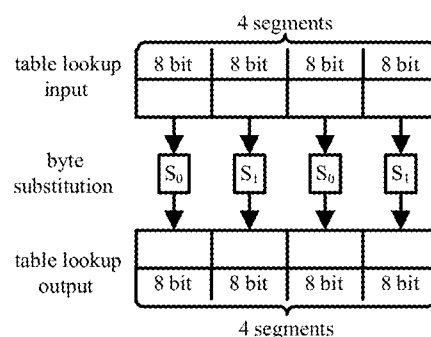 4 segments
table lookup input
8 bit 8 bit 8 bit 8 bit
byte substitution
S₀ S₁ S₀ S₁
table lookup output
8 bit 8 bit 8 bit 8 bit
4 segments